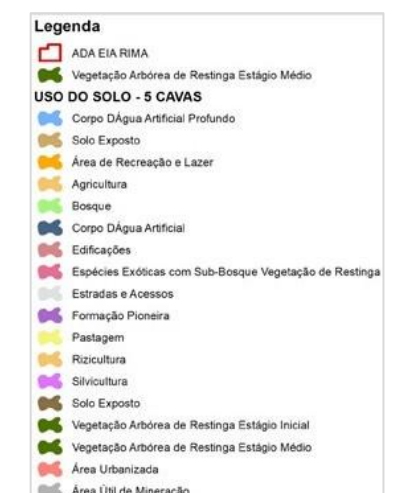 Legenda
ADA EIA RIMA
Vegetação Arbórea de Restinga Estágio Médio
USO DO SOLO - 5 CAVAS
Corpo DÁgua Artificial Profundo
Solo Exposto
Área de Recreação e Lazer
Agricultura
Bosque
Corpo DÁgua Artificial
Edificações
Espécies Exóticas com Sub-Bosque Vegetação de Restinga
Estradas e Acessos
Formação Pioneira
Pastagem
Rizicultura
Silvicultura
Solo Exposto
Vegetação Arbórea de Restinga Estágio Inicial
Vegetação Arbórea de Restinga Estágio Médio
Área Urbanizada
Área Útil de Mineração